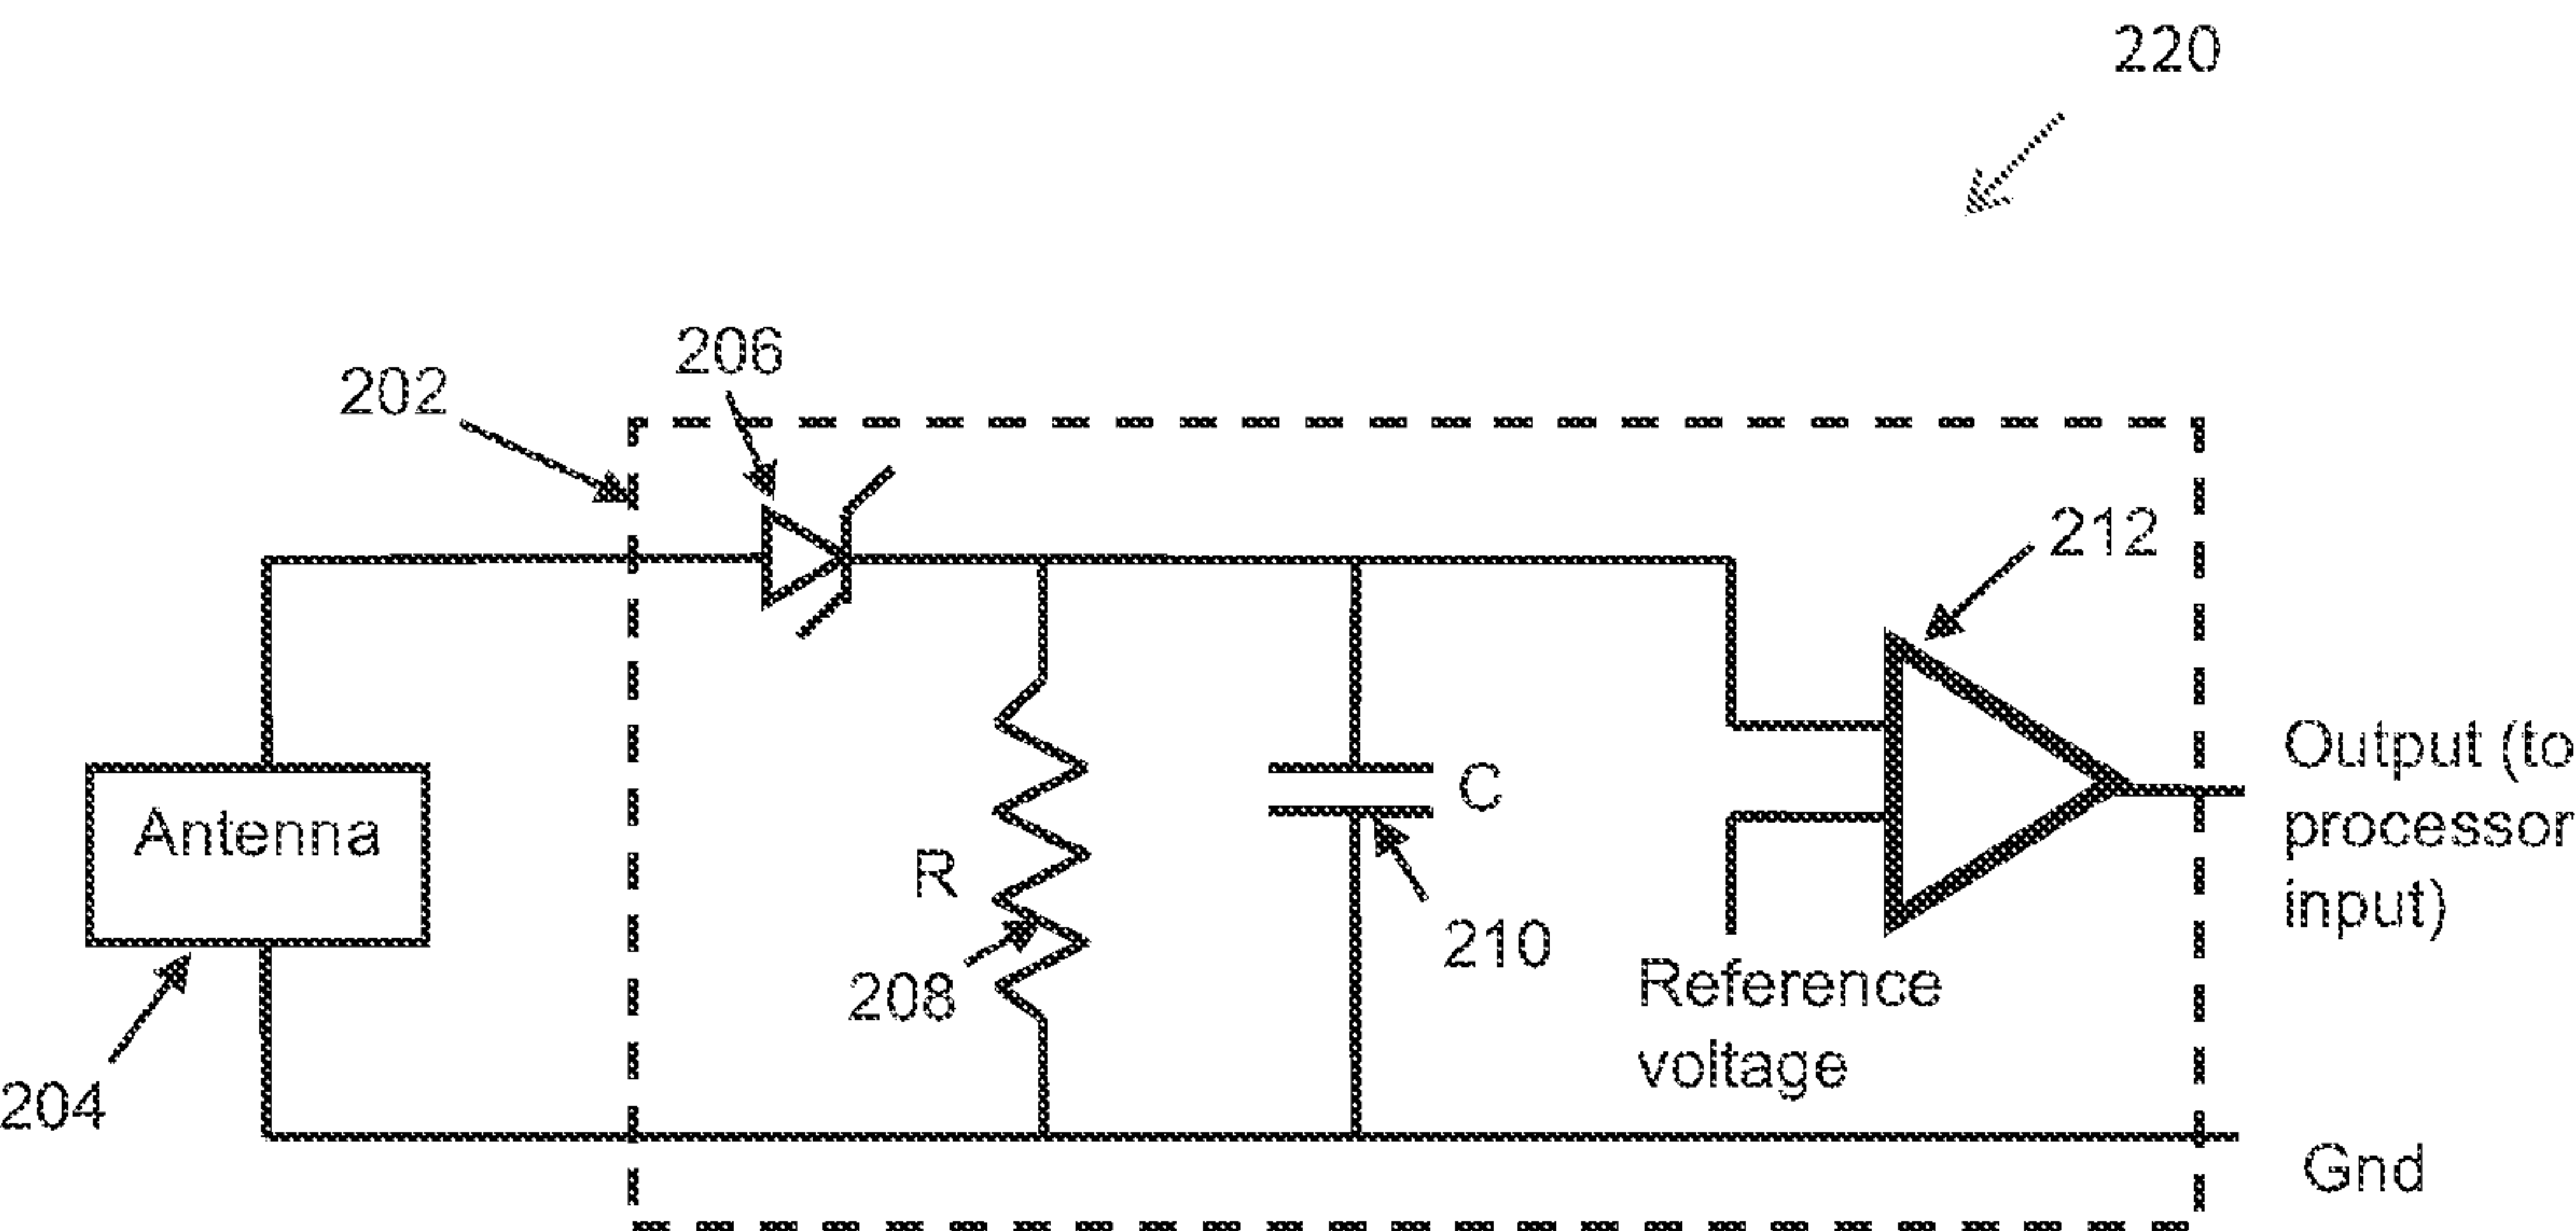 220
206
202
212
Output (to
processor
input)
Antenna
C
R
210
208
Reference
voltage
204
Gnd